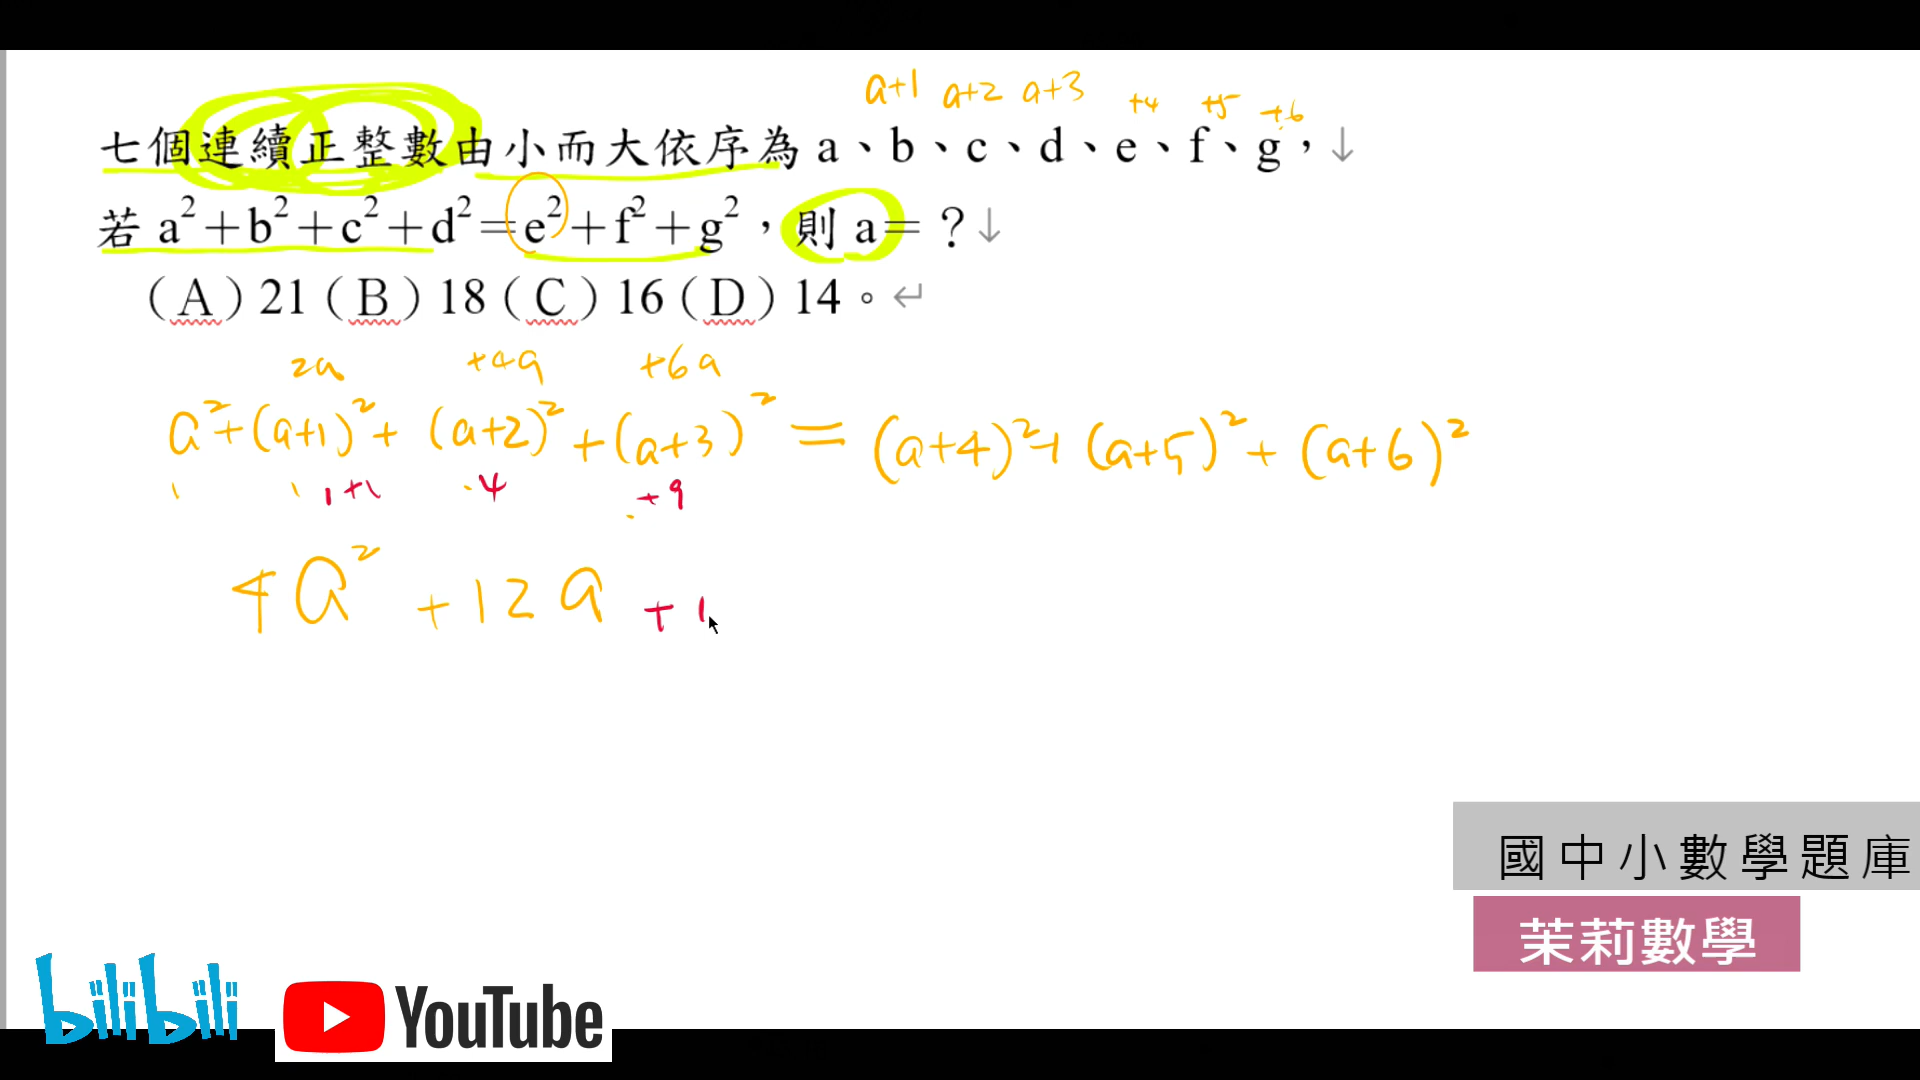 a+1 a+2 a+3 +4 +5 +6
七個連續正整數由小而大依序為 a、b、c、d、e、f、g，↓
若 a²+b²+c²+d²=e²+f²+g²，則 a=？↓
（A）21（B）18（C）16（D）14。↵
2a +4a +6a
a²+(a+1)²+(a+2)²+(a+3)²=(a+4)²+(a+5)²+(a+6)²
4 +9
4a²+12a+1
國中小數學題庫
茉莉數學
bilibili YouTube